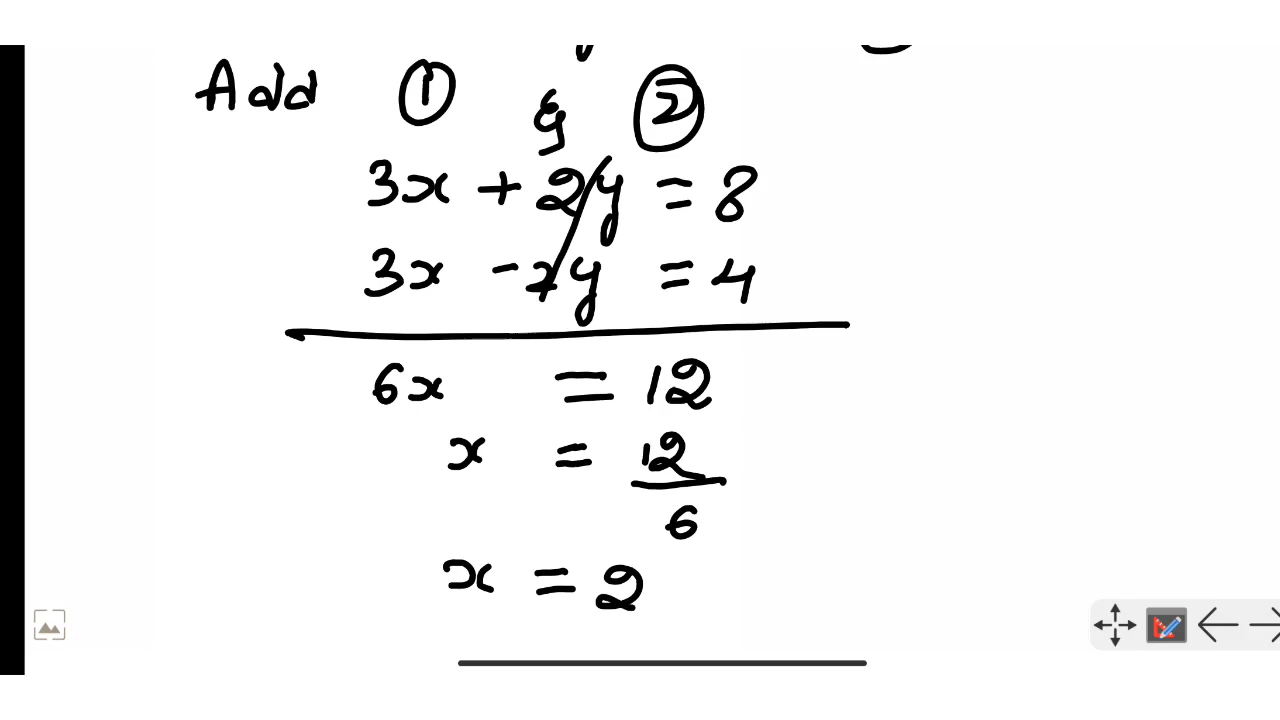 Add ① & ②
3x + 2y = 8
3x - 2y = 4
6x = 12
x = 12/6
x = 2